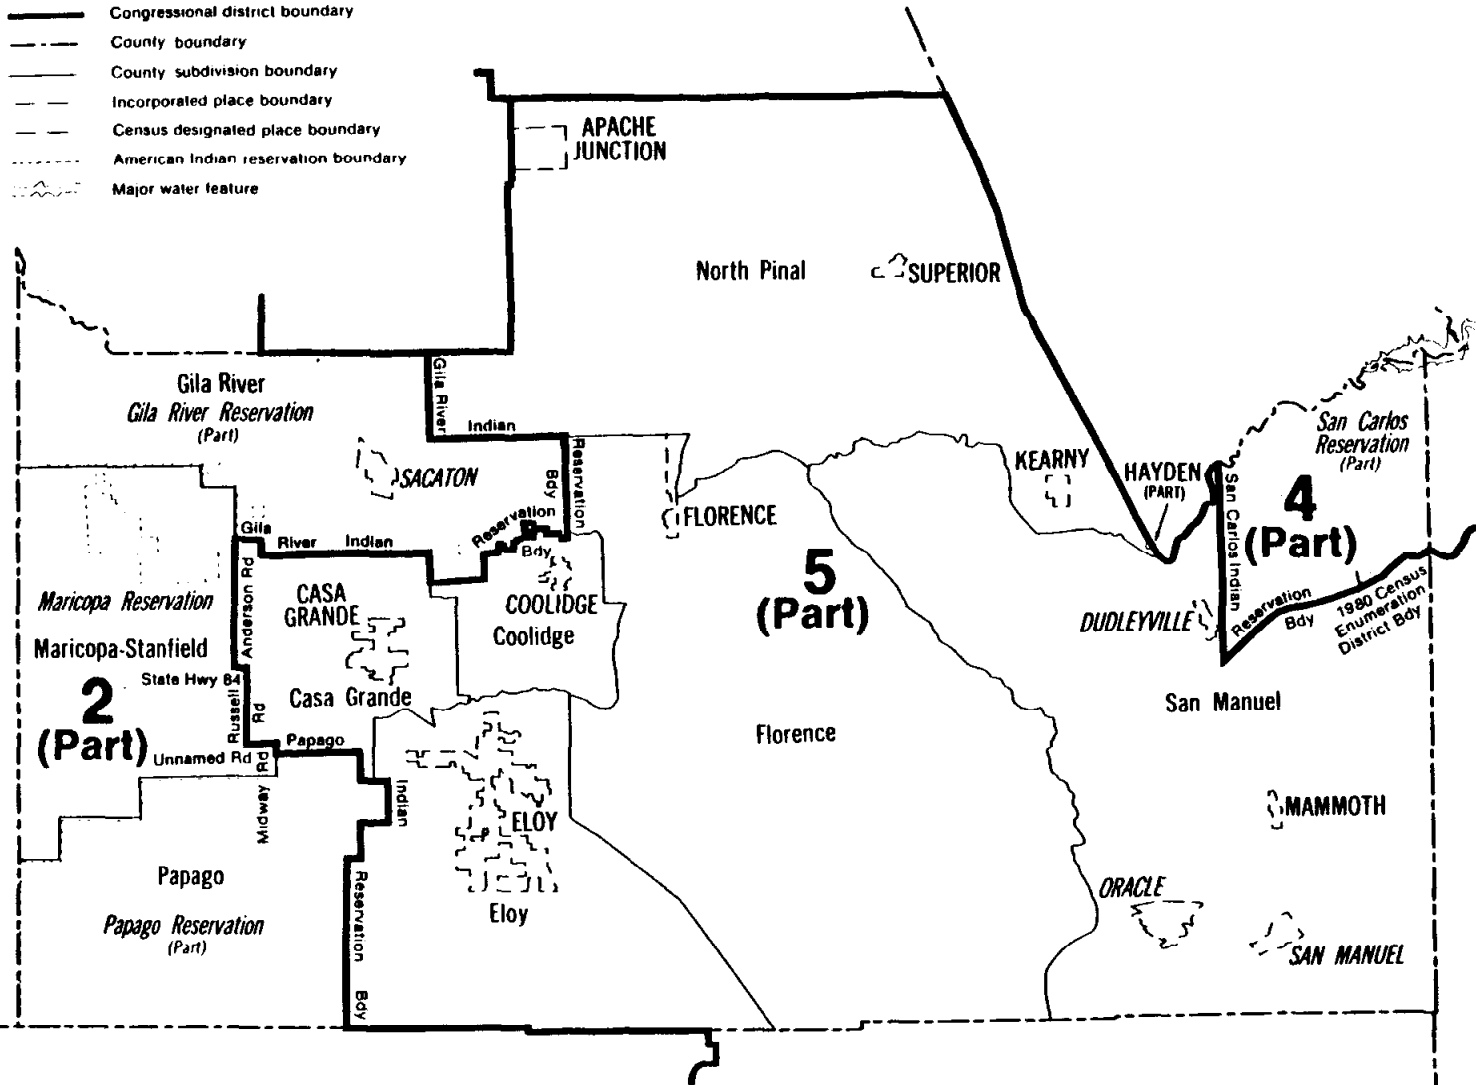 Congressional district boundary
County boundary
County subdivision boundary
Incorporated place boundary
Census designated place boundary
American Indian reservation boundary
Major water feature
APACHE
JUNCTION
North Pinal
SUPERIOR
Gila River
Gila River Reservation
(Part)
Gila River
Indian
Reservation
Bdy
SACATON
KEARNY
HAYDEN
(PART)
San Carlos
Reservation
(Part)
4
(Part)
FLORENCE
Gila
River Indian
Reservation
Bdy
San Carlos Indian
Reservation
Bdy
1980 Census
Enumeration
District Bdy
Maricopa Reservation
Anderson Rd
CASA
GRANDE
COOLIDGE
Coolidge
5
(Part)
DUDLEYVILLE
Maricopa-Stanfield
State Hwy 84
2
(Part)
Russell
Rd
Casa Grande
San Manuel
Florence
Unnamed Rd
Papago
Midway Rd
Indian
ELOY
MAMMOTH
Papago
Papago Reservation
(Part)
Reservation
Bdy
Eloy
ORACLE
SAN MANUEL